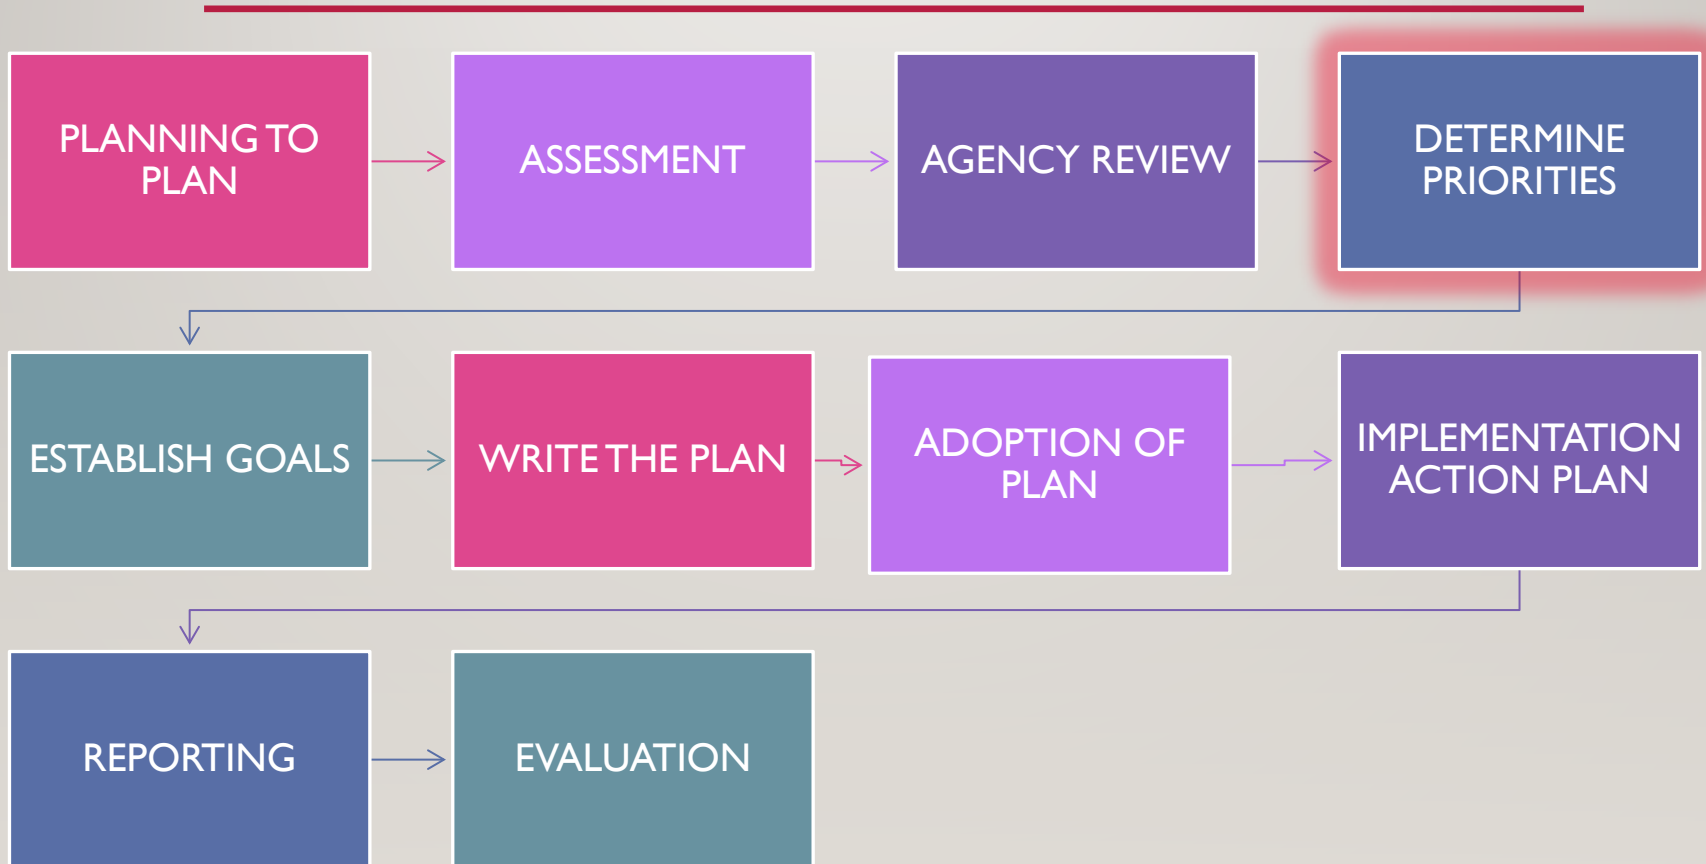 PLANNING TO
PLAN
ASSESSMENT
AGENCY REVIEW
DETERMINE
PRIORITIES
ESTABLISH GOALS
WRITE THE PLAN
ADOPTION OF
PLAN
IMPLEMENTATION
ACTION PLAN
REPORTING
EVALUATION